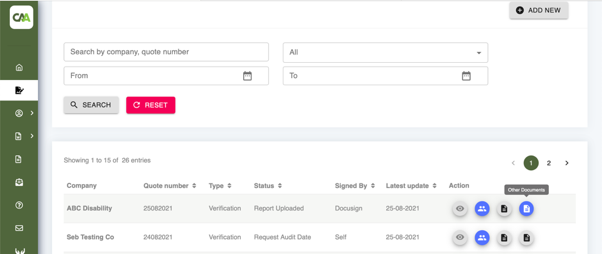 CAA
ADD NEW
Search by company, quote number
All
From
To
SEARCH
RESET
Showing 1 to 15 of 26 entries
1
2
Other Documents
Company
Quote number
Type
Status
Signed By
Latest update
Action
ABC Disability
25082021
Verification
Report Uploaded
Docusign
25-08-2021
Seb Testing Co
24082021
Verification
Request Audit Date
Self
25-08-2021